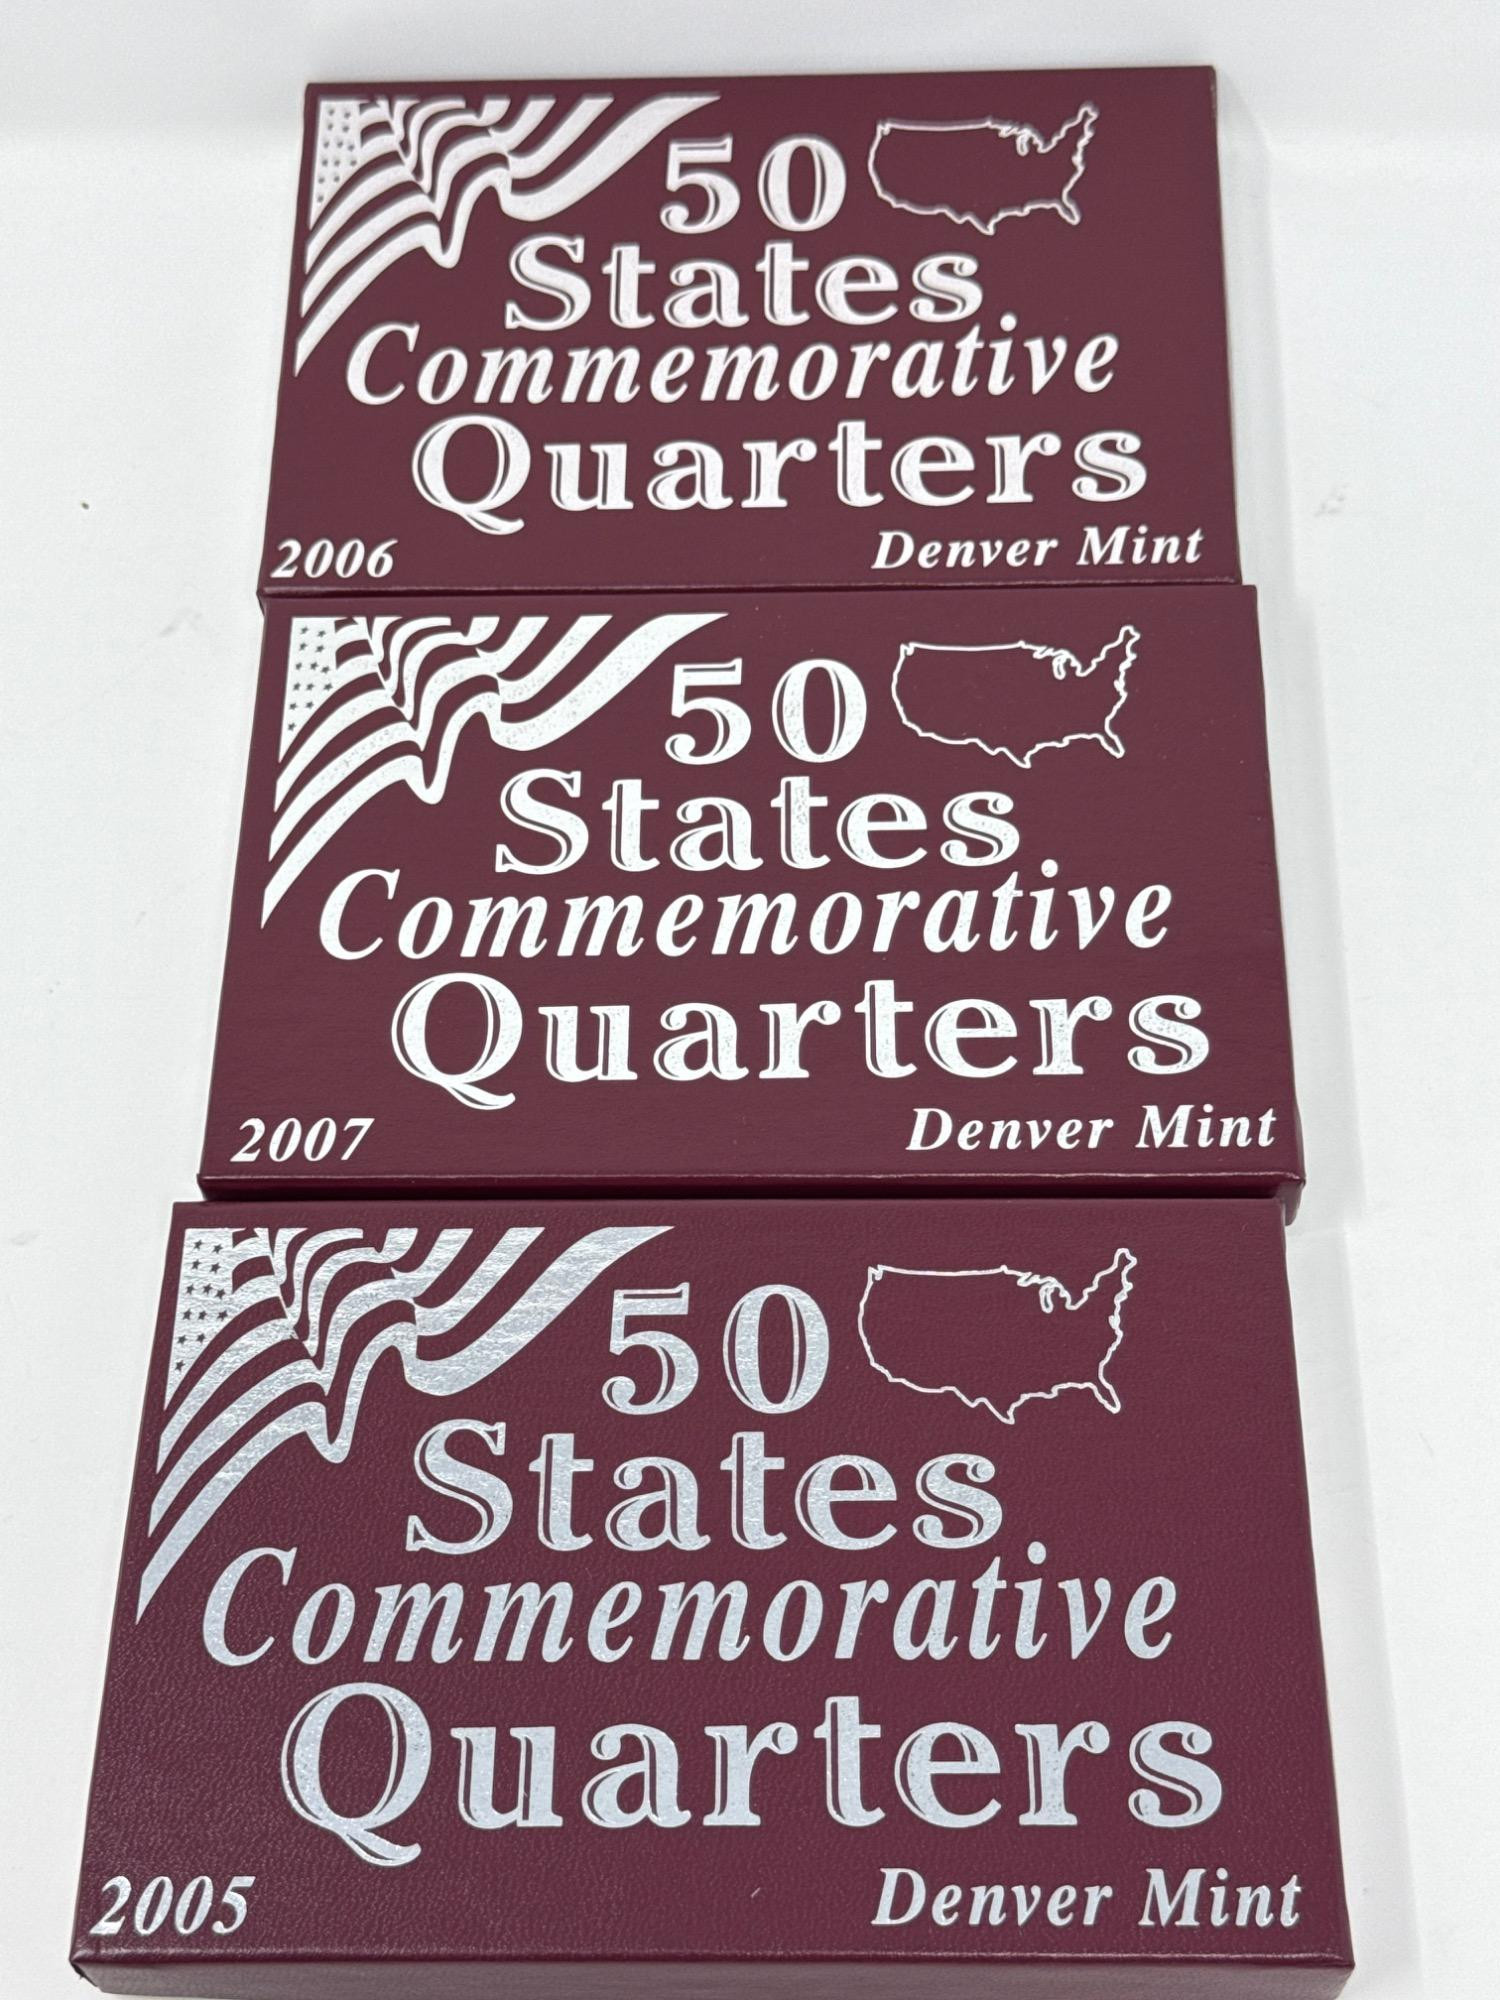 50
States
Commemorative
Quarters
2006 Denver Mint
50
States
Commemorative
Quarters
2007 Denver Mint
50
States
Commemorative
Quarters
2005 Denver Mint